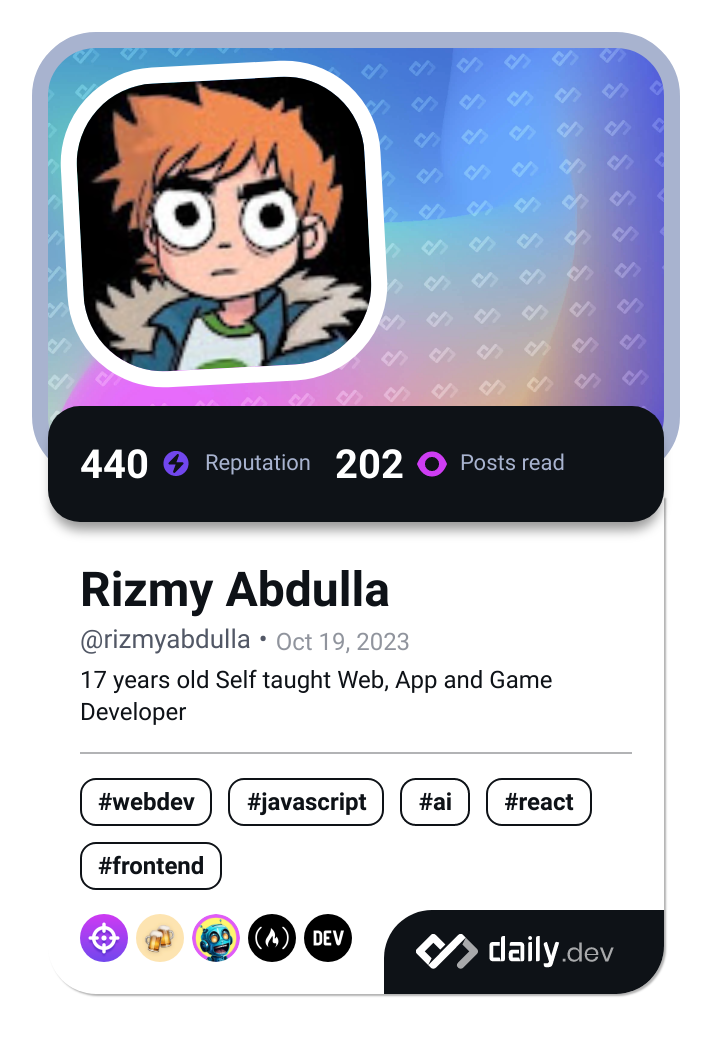 440 Reputation 202 Posts read
Rizmy Abdulla
@rizmyabdulla • Oct 19, 2023
17 years old Self taught Web, App and Game
Developer
#webdev #javascript #ai #react
#frontend
DEV daily.dev